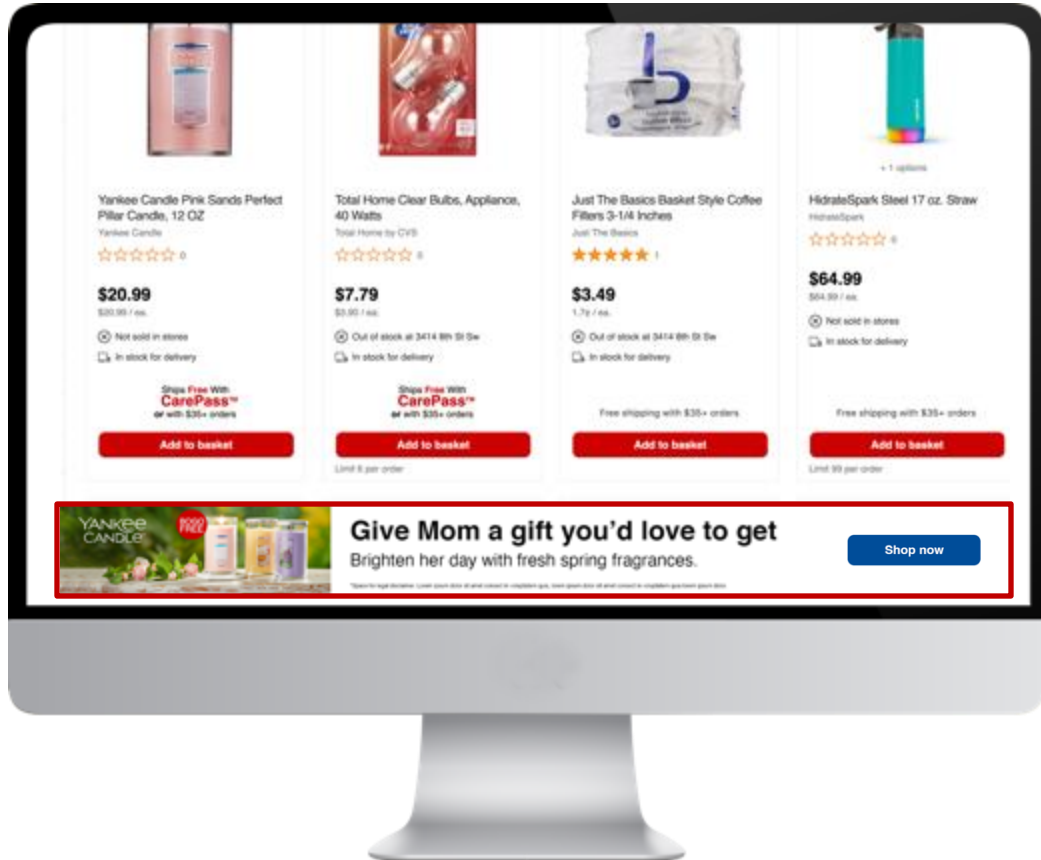 + 1 options
Yankee Candle Pink Sands Perfect
Pillar Candle, 12 OZ
Yankee Candle
0
$20.99
$20.99 / ea.
Not sold in stores
In stock for delivery
Ships Free With
CarePass™
or with $35+ orders
Add to basket
Total Home Clear Bulbs, Appliance,
40 Watts
Total Home by CVS
0
$7.79
$3.90 / ea.
Out of stock at 3414 8th St Sw
In stock for delivery
Ships Free With
CarePass™
or with $35+ orders
Add to basket
Limit 6 per order
Just The Basics Basket Style Coffee
Filters 3-1/4 Inches
Just The Basics
1
$3.49
1.7¢ / ea.
Out of stock at 3414 8th St Sw
In stock for delivery
Free shipping with $35+ orders
Add to basket
HidrateSpark Steel 17 oz. Straw
HidrateSpark
0
$64.99
$64.99 / ea.
Not sold in stores
In stock for delivery
Free shipping with $35+ orders
Add to basket
Limit 99 per order
YANKEE
CANDLE
BOGO
FREE
Give Mom a gift you'd love to get
Brighten her day with fresh spring fragrances.
Shop now